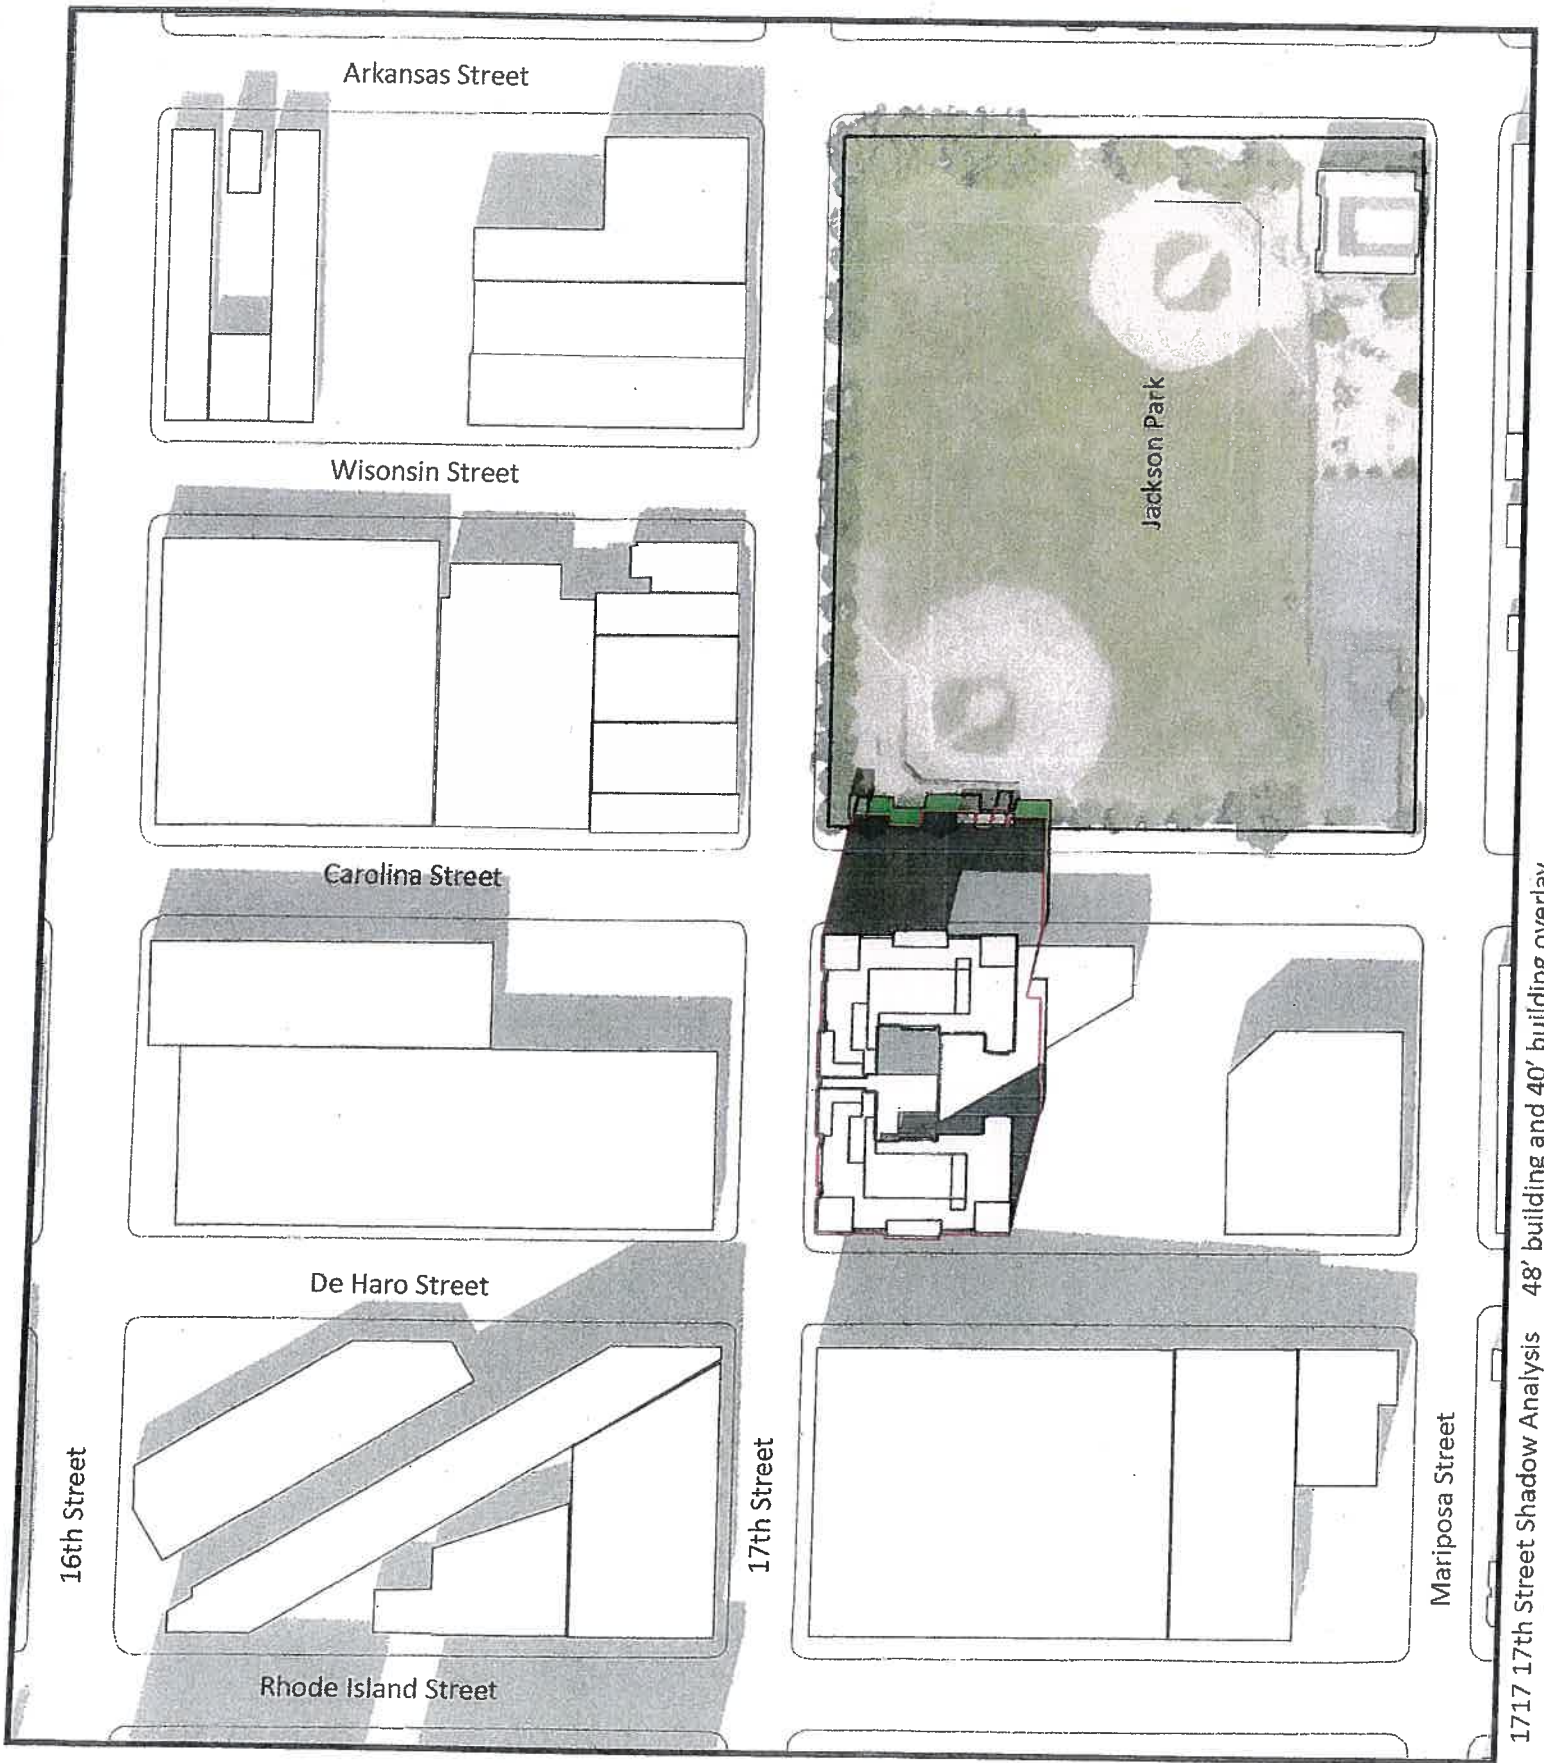 Arkansas Street
Wisonsin Street
Jackson Park
Carolina Street
De Haro Street
16th Street
17th Street
Mariposa Street
Rhode Island Street
1717 17th Street Shadow Analysis 48' building and 40' building overlay